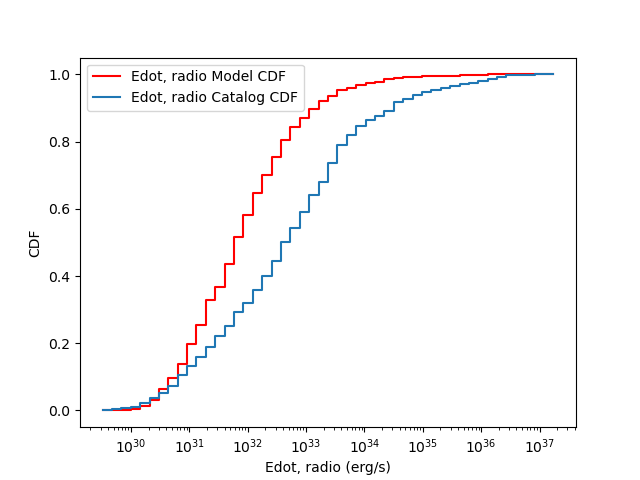 Edot, radio Model CDF
Edot, radio Catalog CDF
1.0
0.8
0.6
0.4
0.2
0.0
CDF
10^30 10^31 10^32 10^33 10^34 10^35 10^36 10^37
Edot, radio (erg/s)